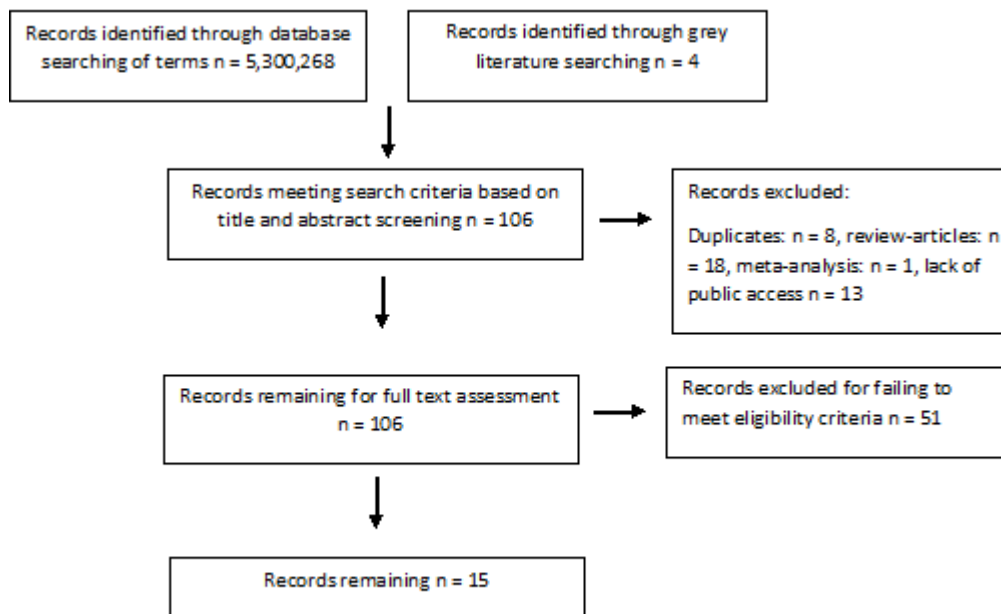 Records identified through database
searching of terms n = 5,300,268
Records identified through grey
literature searching n = 4
Records meeting search criteria based on
title and abstract screening n = 106
Records excluded:
Duplicates: n = 8, review-articles: n
= 18, meta-analysis: n = 1, lack of
public access n = 13
Records remaining for full text assessment
n = 106
Records excluded for failing to
meet eligibility criteria n = 51
Records remaining n = 15